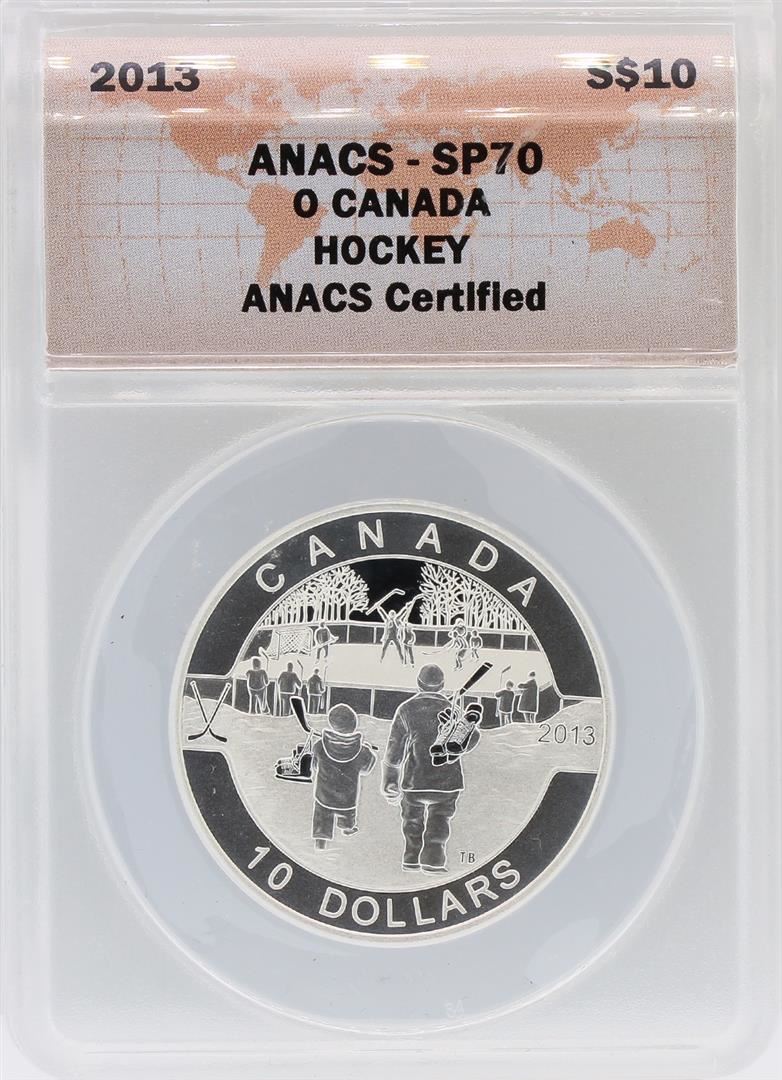 2013 S$10
ANACS - SP70
O CANADA
HOCKEY
ANACS Certified
CANADA
2013
TB
10 DOLLARS